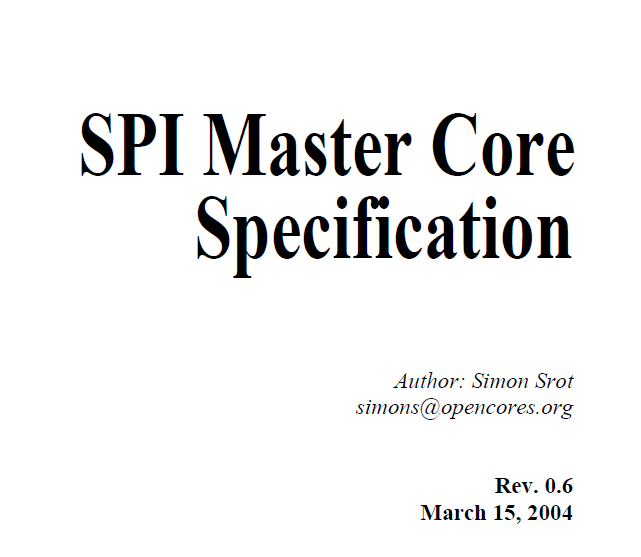 SPI Master Core
Specification
Author: Simon Srot
simons@opencores.org
Rev. 0.6
March 15, 2004